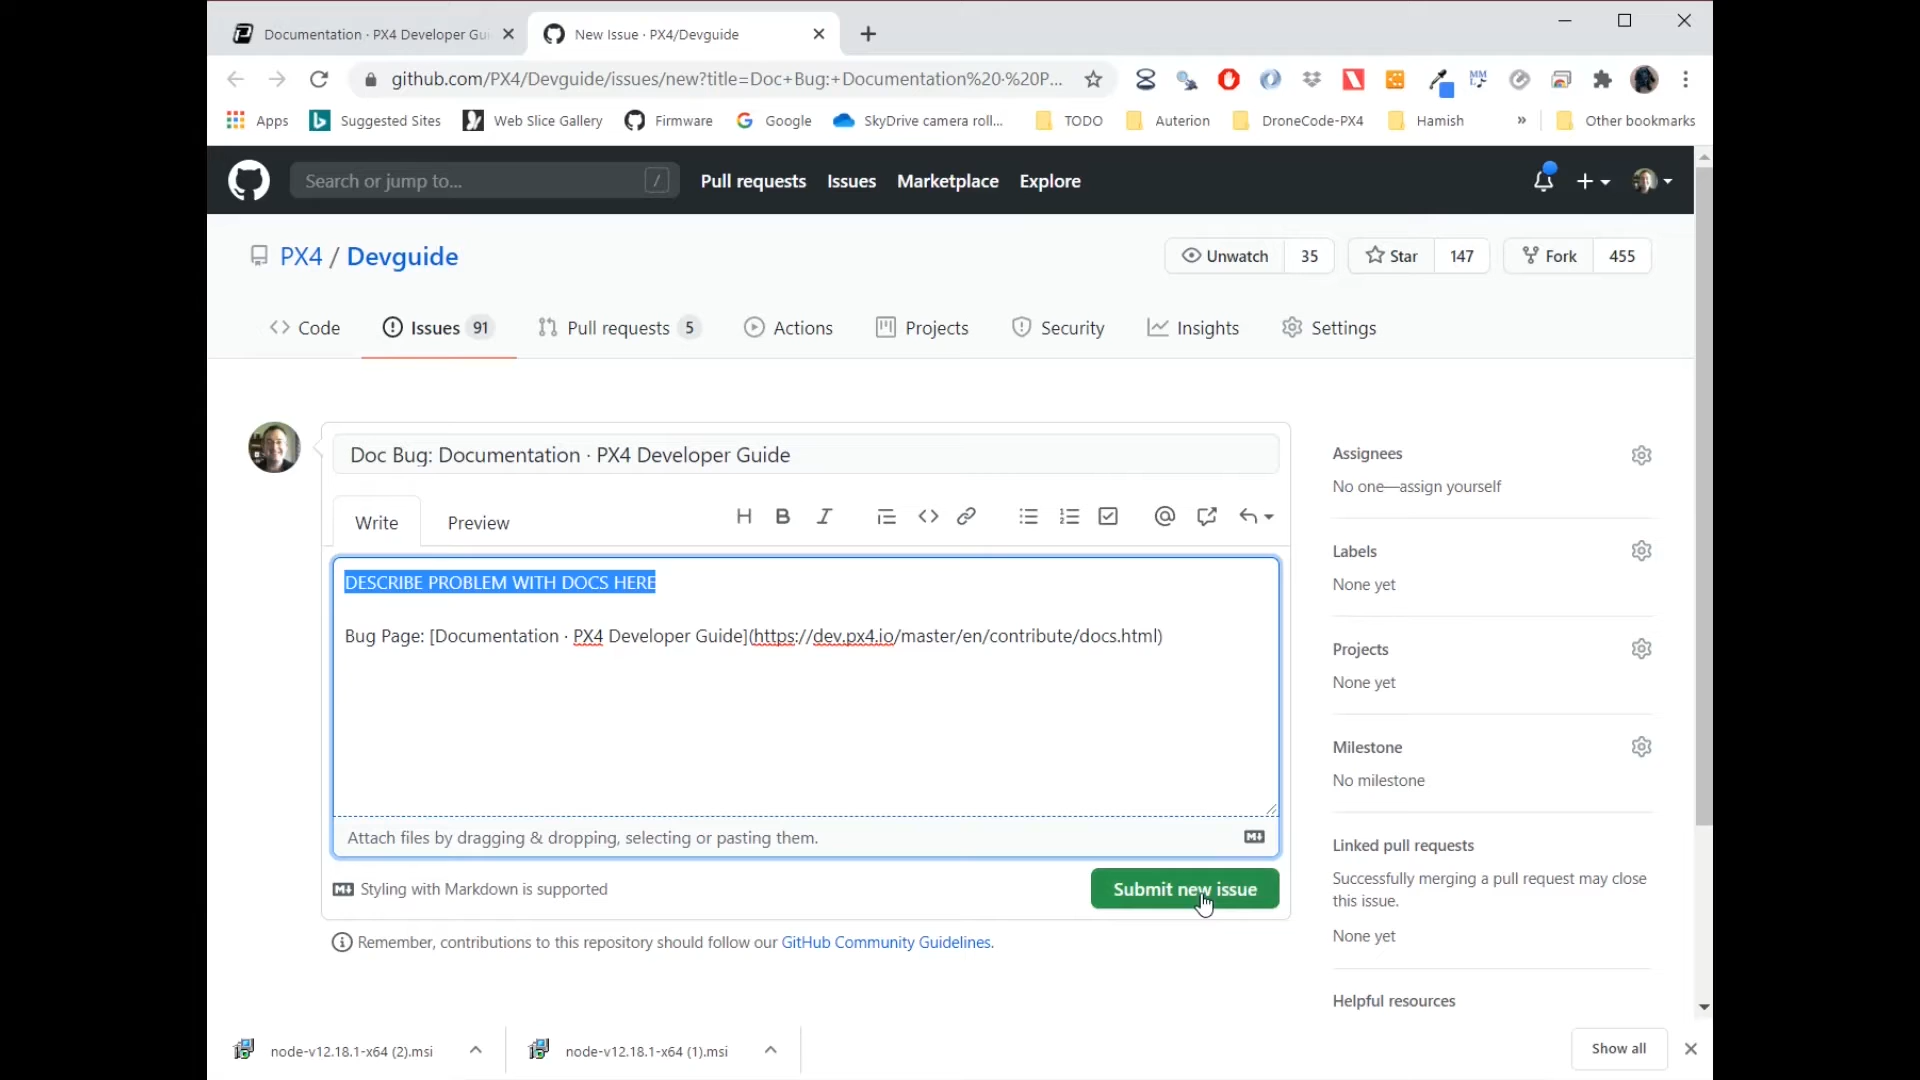 Documentation · PX4 Developer Gui
New Issue · PX4/Devguide
github.com/PX4/Devguide/issues/new?title=Doc+Bug:+Documentation%20·%20P...
Apps
Suggested Sites
Web Slice Gallery
Firmware
Google
SkyDrive camera roll...
TODO
Auterion
DroneCode-PX4
Hamish
»
Other bookmarks
Search or jump to...
/
Pull requests
Issues
Marketplace
Explore
PX4 / Devguide
Unwatch 35
Star 147
Fork 455
Code
Issues 91
Pull requests 5
Actions
Projects
Security
Insights
Settings
Doc Bug: Documentation · PX4 Developer Guide
Write
Preview
DESCRIBE PROBLEM WITH DOCS HERE
Bug Page: [Documentation · PX4 Developer Guide](https://dev.px4.io/master/en/contribute/docs.html)
Attach files by dragging & dropping, selecting or pasting them.
Styling with Markdown is supported
Submit new issue
Remember, contributions to this repository should follow our GitHub Community Guidelines.
Assignees
No one—assign yourself
Labels
None yet
Projects
None yet
Milestone
No milestone
Linked pull requests
Successfully merging a pull request may close
this issue.
None yet
Helpful resources
node-v12.18.1-x64 (2).msi
node-v12.18.1-x64 (1).msi
Show all